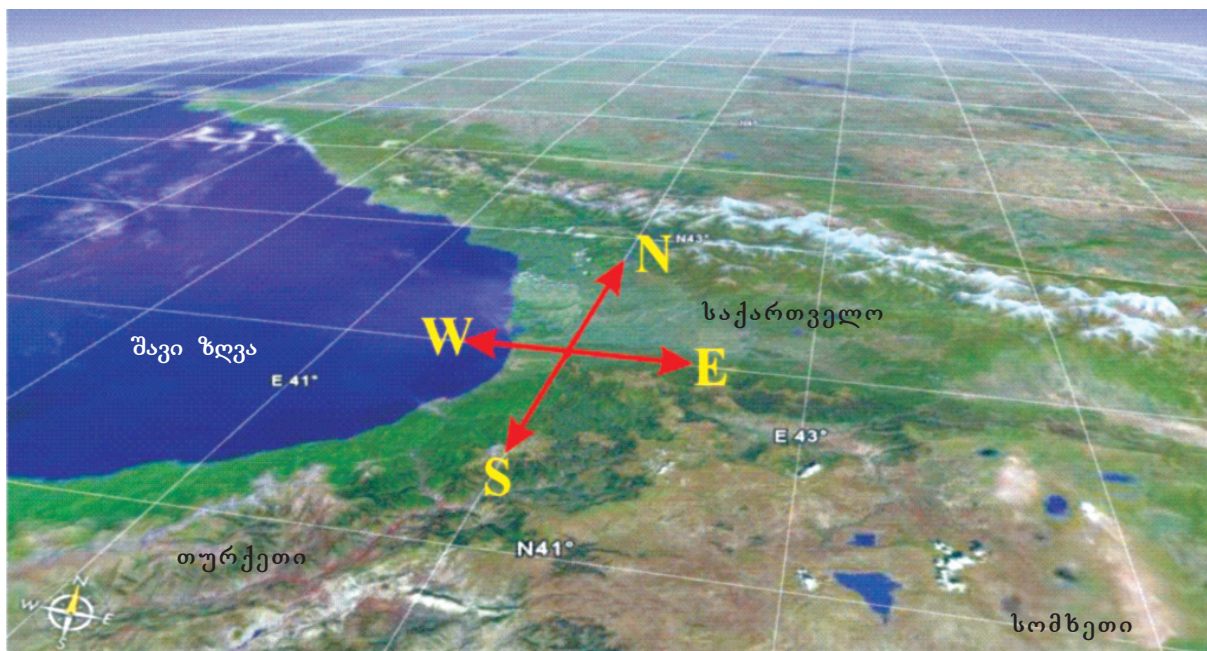 N43°
N
საქართველო
შავი ზღვა
W
E
E 41°
E 43°
S
N41°
თურქეთი
სომხეთი
N
W
E
S